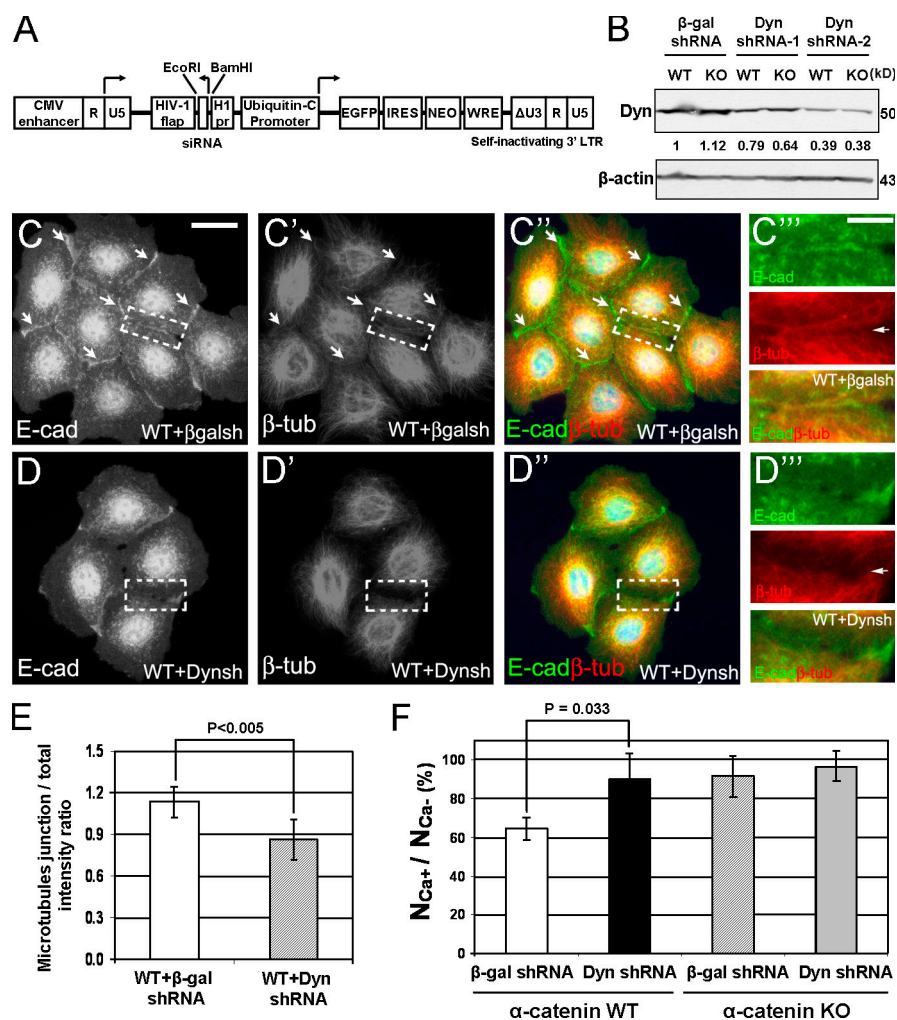 A
EcoRI BamHI
CMV enhancer R U5 HIV-1 flap H1 pr Ubiquitin-C Promoter EGFP IRES NEO WRE ΔU3 R U5
siRNA
Self-inactivating 3' LTR
B
β-gal shRNA Dyn shRNA-1 Dyn shRNA-2
WT KO WT KO WT KO (kD)
Dyn 50
1 1.12 0.79 0.64 0.39 0.38
β-actin 43
C
E-cad
WT+βgalsh
C'
β-tub
WT+βgalsh
C''
E-cadβ-tub
WT+βgalsh
C'''
E-cad
β-tub
WT+βgalsh
E-cadβ-tub
D
E-cad
WT+Dynsh
D'
β-tub
WT+Dynsh
D''
E-cadβ-tub
WT+Dynsh
D'''
E-cad
β-tub
WT+Dynsh
E-cadβ-tub
E
P<0.005
Microtubules junction / total
intensity ratio
1.5
1.2
0.9
0.6
0.3
0.0
WT+β-gal shRNA
WT+Dyn shRNA
F
P = 0.033
NCa+ / NCa- (%)
100
80
60
40
20
0
β-gal shRNA Dyn shRNA β-gal shRNA Dyn shRNA
α-catenin WT α-catenin KO